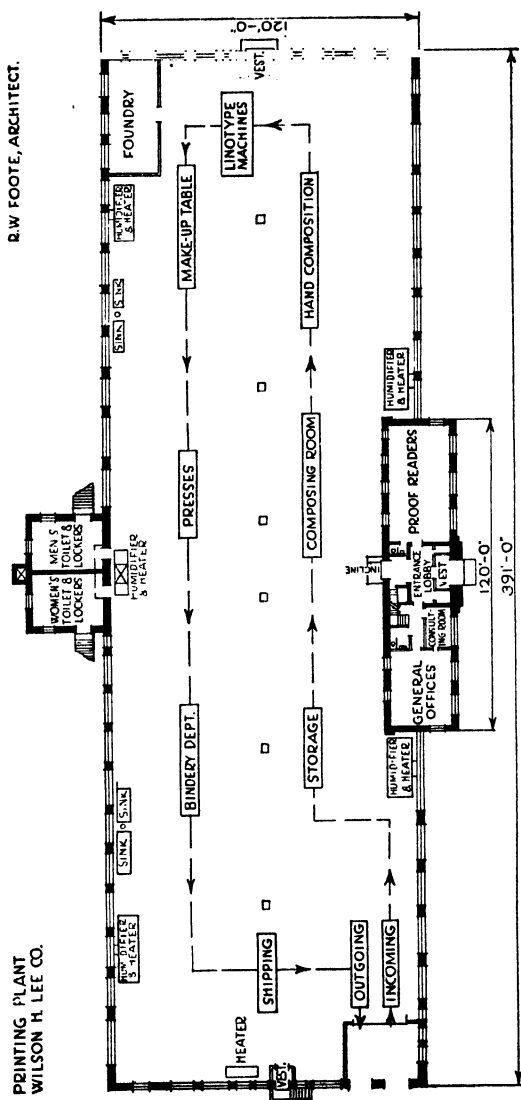 PRINTING PLANT
WILSON H. LEE CO.
R.W FOOTE, ARCHITECT.
WOMEN'S
TOILET &
LOCKERS
MEN'S
TOILET &
LOCKERS
HUMIDIFIER
& HEATER
SINK
SINK
HUMIDIFIER
& HEATER
SINK
SINK
HUMIDIFIER
& HEATER
FOUNDRY
120'-0"
VEST.
BINDERY DEPT.
PRESSES
MAKE-UP TABLE
LINOTYPE
MACHINES
HEATER
VEST.
SHIPPING
OUTGOING
INCOMING
STORAGE
COMPOSING ROOM
HAND COMPOSITION
HUMIDIFIER
& HEATER
HUMIDIFIER
& HEATER
INCLINE
GENERAL
OFFICES
CONSULT-
ING ROOM
ENTRANCE
LOBBY
VEST
PROOF READERS
120'-0"
391'-0"